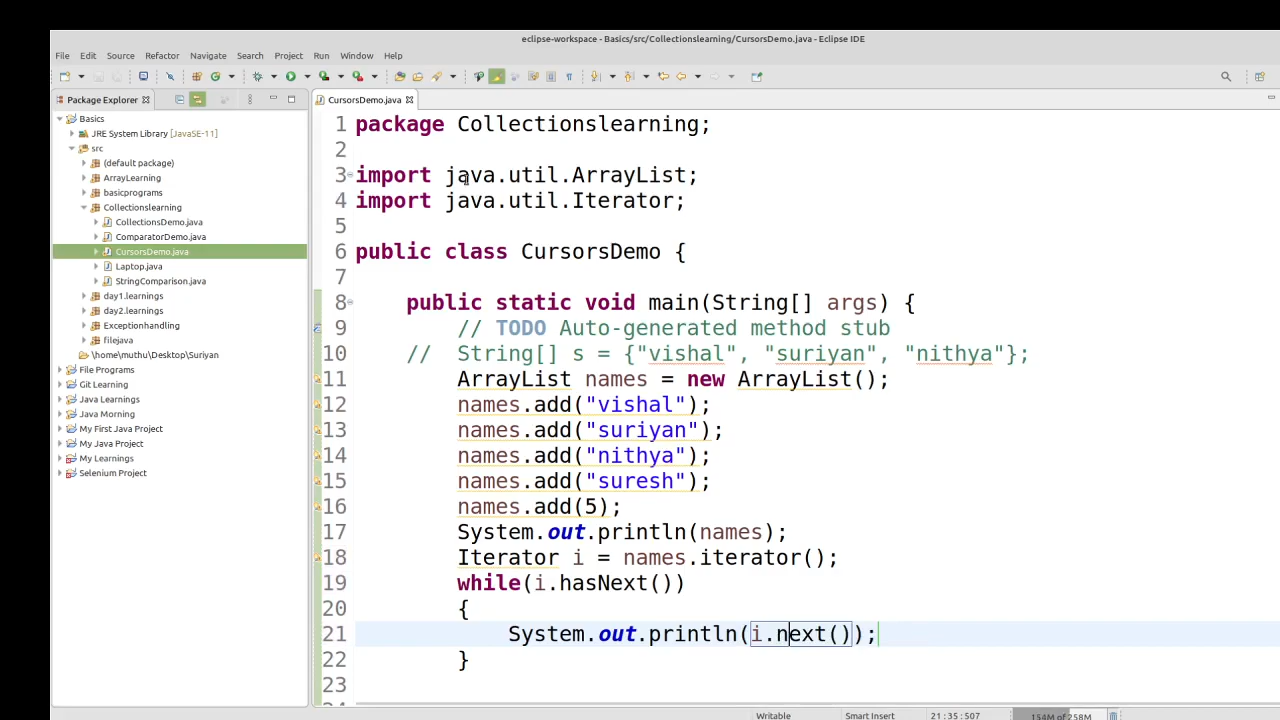 eclipse-workspace - Basics/src/Collectionslearning/CursorsDemo.java - Eclipse IDE
File Edit Source Refactor Navigate Search Project Run Window Help
Package Explorer
Basics
JRE System Library [JavaSE-11]
src
(default package)
ArrayLearning
basicprograms
Collectionslearning
CollectionsDemo.java
ComparatorDemo.java
CursorsDemo.java
Laptop.java
StringComparison.java
day1.learnings
day2.learnings
Exceptionhandling
filejava
\home\muthu\Desktop\Suriyan
File Programs
Git Learning
Java Learnings
Java Morning
My First Java Project
My Java Project
My Learnings
Selenium Project
CursorsDemo.java
1 package Collectionslearning;
2
3 import java.util.ArrayList;
4 import java.util.Iterator;
5
6 public class CursorsDemo {
7
8 public static void main(String[] args) {
9 // TODO Auto-generated method stub
10 // String[] s = {"vishal", "suriyan", "nithya"};
11 ArrayList names = new ArrayList();
12 names.add("vishal");
13 names.add("suriyan");
14 names.add("nithya");
15 names.add("suresh");
16 names.add(5);
17 System.out.println(names);
18 Iterator i = names.iterator();
19 while(i.hasNext())
20 {
21 System.out.println(i.next());
22 }
23
Writable Smart Insert 21:35:507 154M of 258M